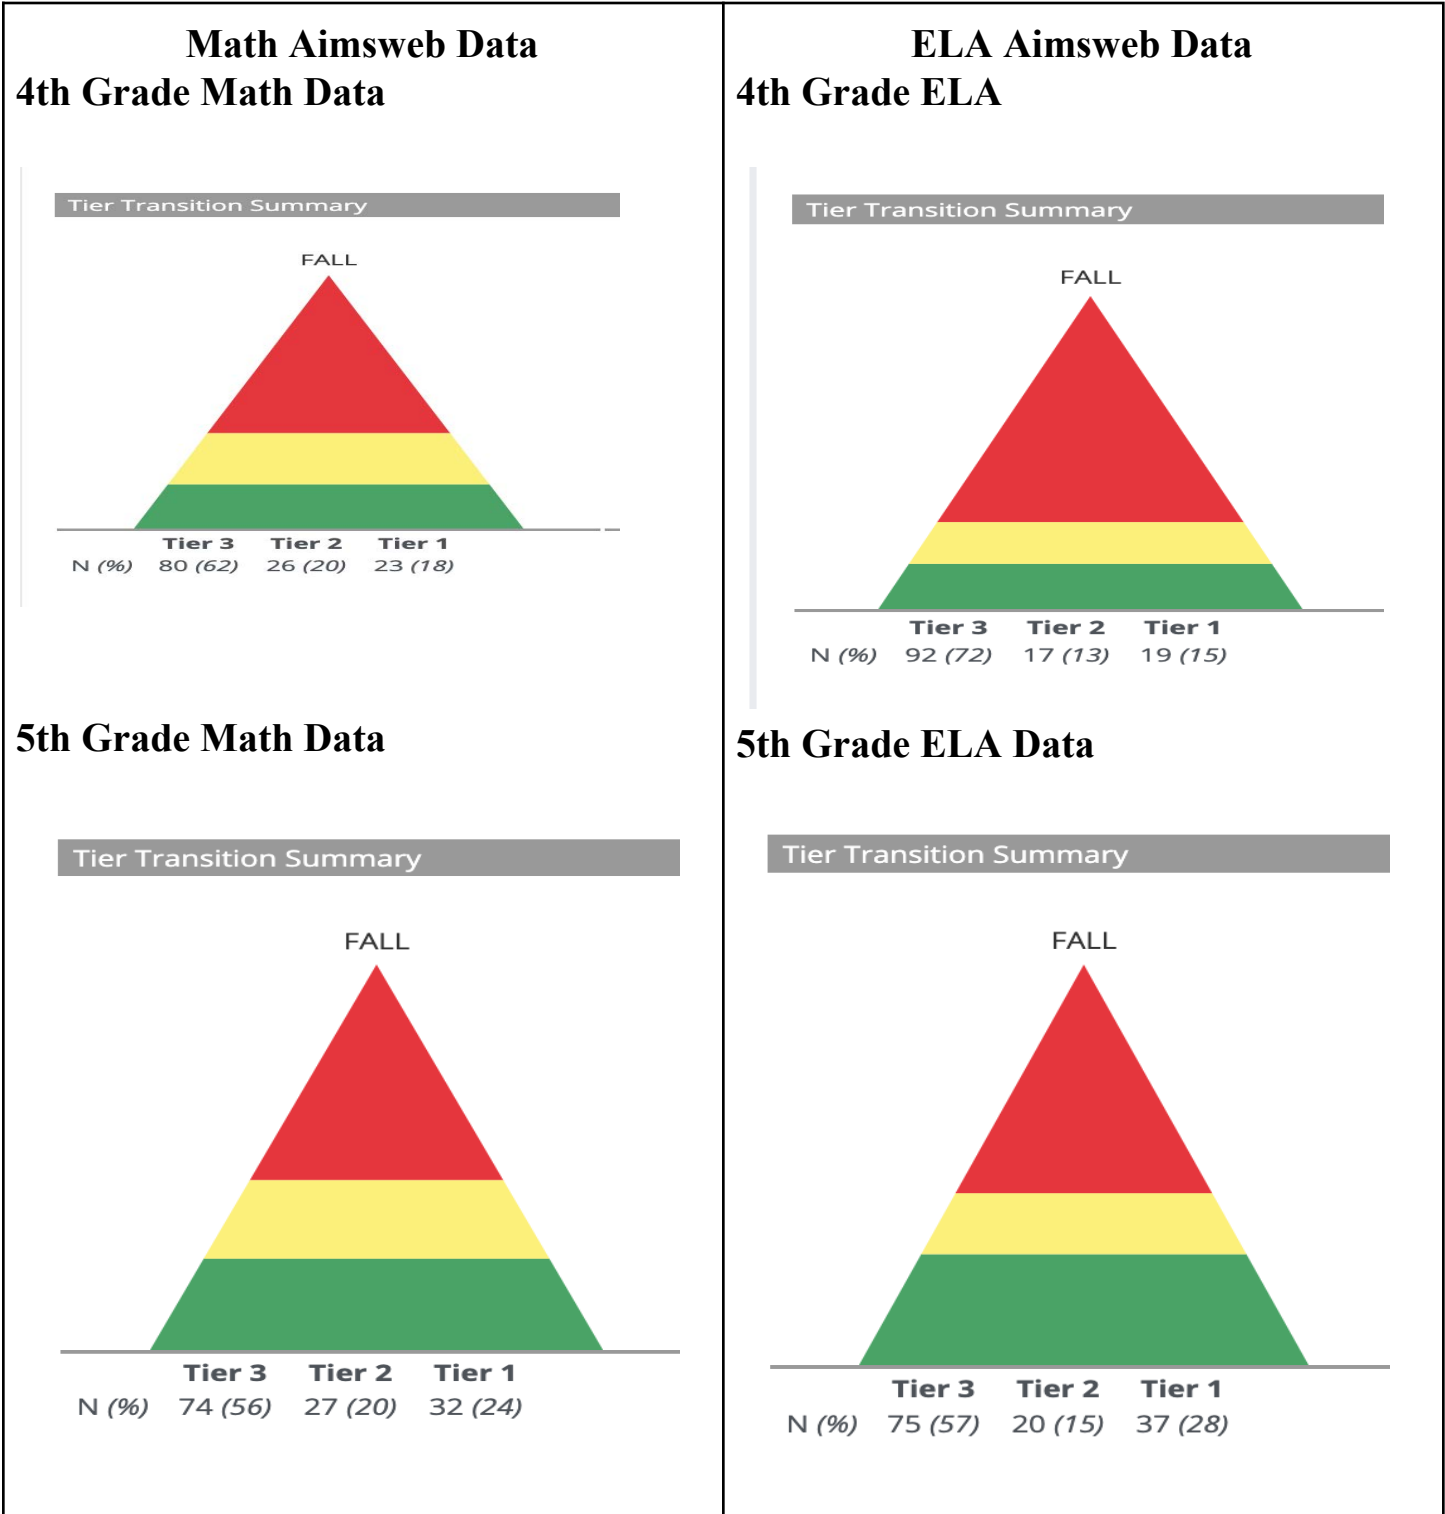 Math Aimsweb Data
4th Grade Math Data
Tier Transition Summary
FALL
Tier 3 Tier 2 Tier 1
N (%) 80 (62) 26 (20) 23 (18)
5th Grade Math Data
Tier Transition Summary
FALL
Tier 3 Tier 2 Tier 1
N (%) 74 (56) 27 (20) 32 (24)
ELA Aimsweb Data
4th Grade ELA
Tier Transition Summary
FALL
Tier 3 Tier 2 Tier 1
N (%) 92 (72) 17 (13) 19 (15)
5th Grade ELA Data
Tier Transition Summary
FALL
Tier 3 Tier 2 Tier 1
N (%) 75 (57) 20 (15) 37 (28)